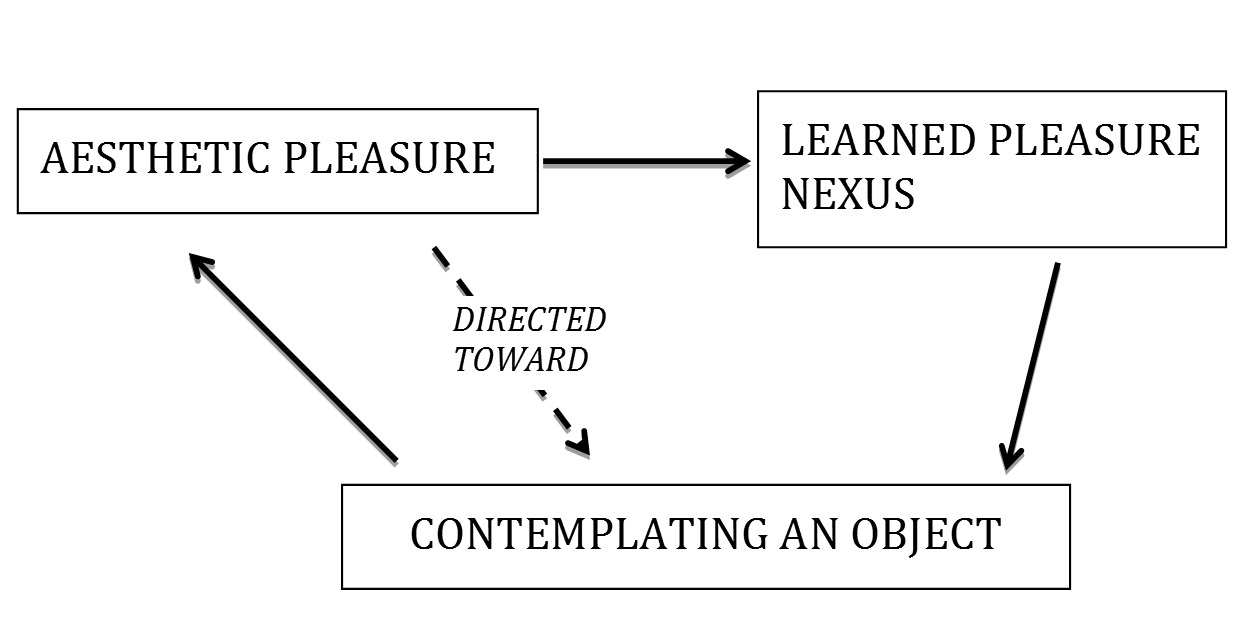 AESTHETIC PLEASURE
LEARNED PLEASURE
NEXUS
DIRECTED
TOWARD
CONTEMPLATING AN OBJECT